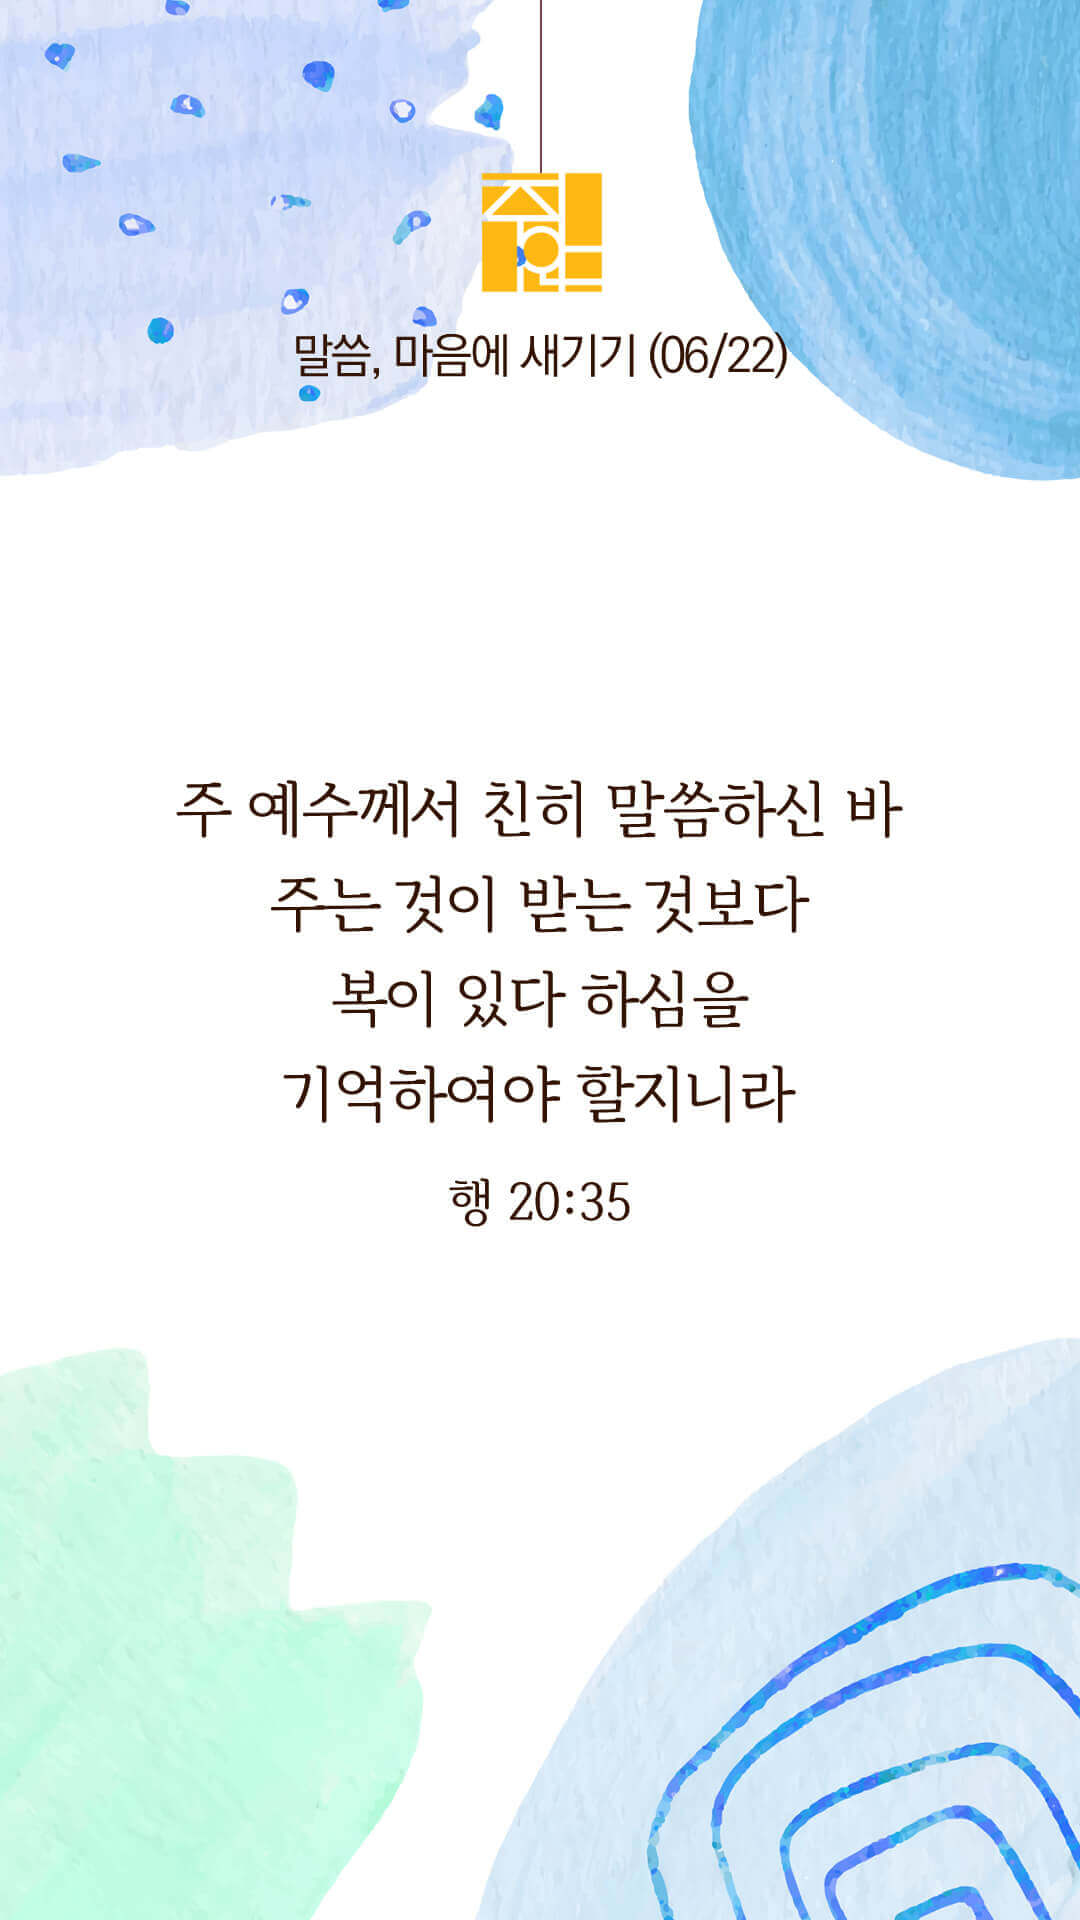 주안
말씀, 마음에 새기기 (06/22)
주 예수께서 친히 말씀하신 바
주는 것이 받는 것보다
복이 있다 하심을
기억하여야 할지니라
행 20:35